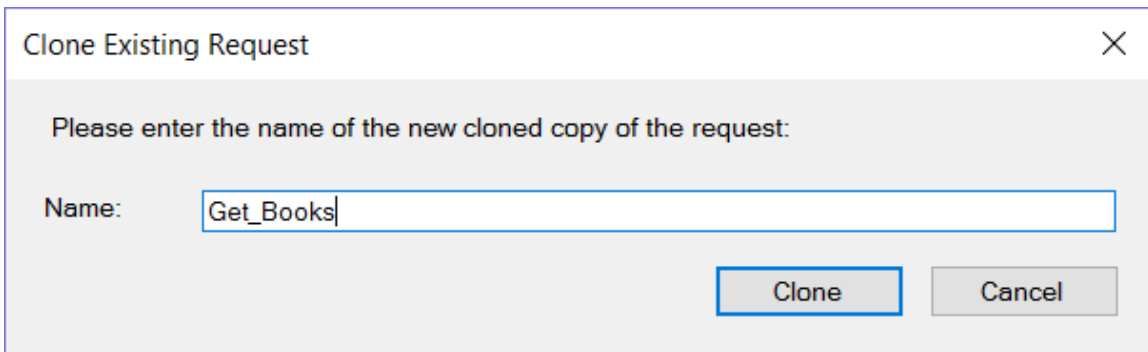 Clone Existing Request
Please enter the name of the new cloned copy of the request:
Name: Get_Books
Clone Cancel